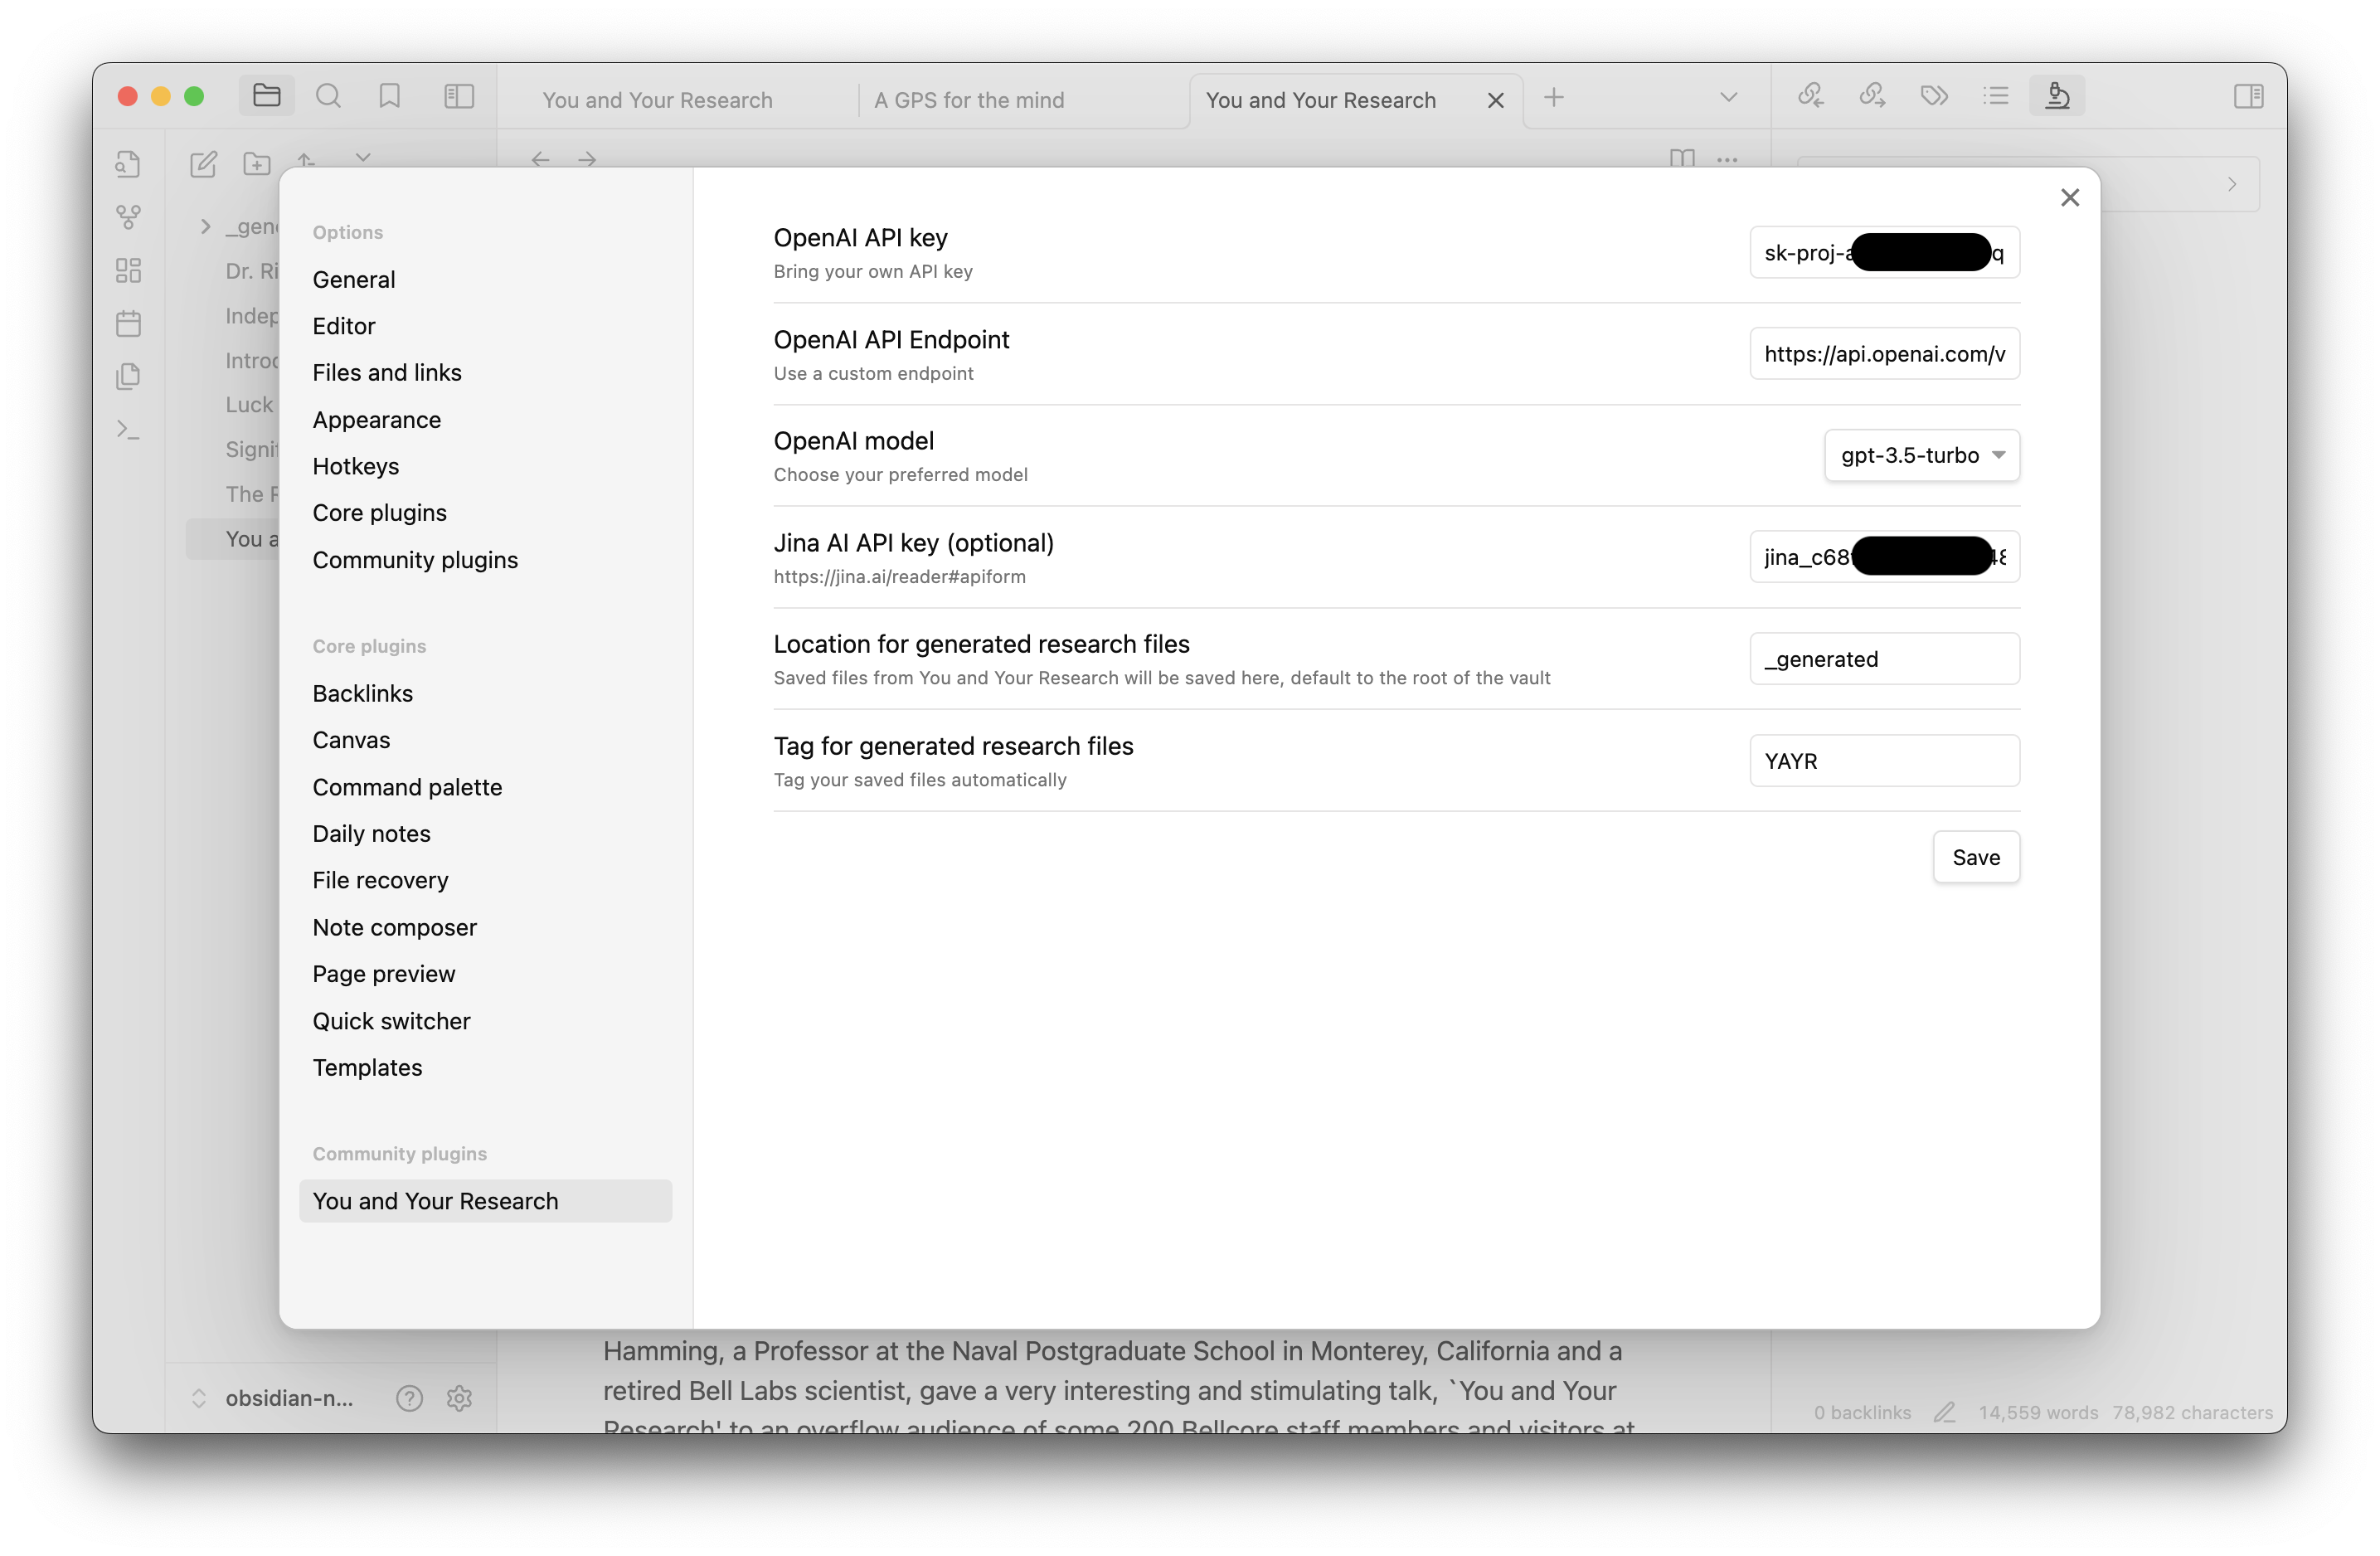 You and Your Research
A GPS for the mind
You and Your Research
Options
General
Editor
Files and links
Appearance
Hotkeys
Core plugins
Community plugins
Core plugins
Backlinks
Canvas
Command palette
Daily notes
File recovery
Note composer
Page preview
Quick switcher
Templates
Community plugins
You and Your Research
OpenAI API key
Bring your own API key
sk-proj-a q
OpenAI API Endpoint
Use a custom endpoint
https://api.openai.com/v
OpenAI model
Choose your preferred model
gpt-3.5-turbo
Jina AI API key (optional)
https://jina.ai/reader#apiform
jina_c68
Location for generated research files
Saved files from You and Your Research will be saved here, default to the root of the vault
_generated
Tag for generated research files
Tag your saved files automatically
YAYR
Save
_gen
Dr. Ri
Indep
Introd
Luck
Signif
The F
You a
Hamming, a Professor at the Naval Postgraduate School in Monterey, California and a
retired Bell Labs scientist, gave a very interesting and stimulating talk, `You and Your
Research' to an overflow audience of some 200 Bellcore staff members and visitors at
obsidian-n...
0 backlinks 14,559 words 78,982 characters